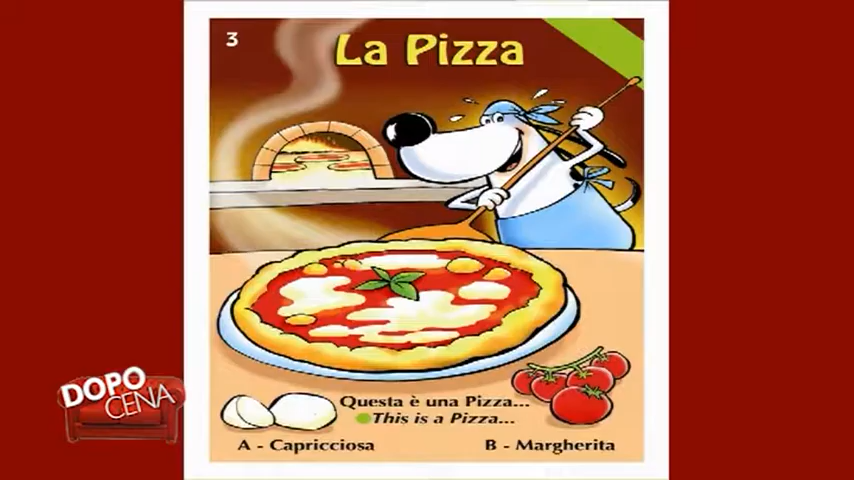 3
La Pizza
DOPO
CENA
Questa è una Pizza...
This is a Pizza...
A - Capricciosa
B - Margherita